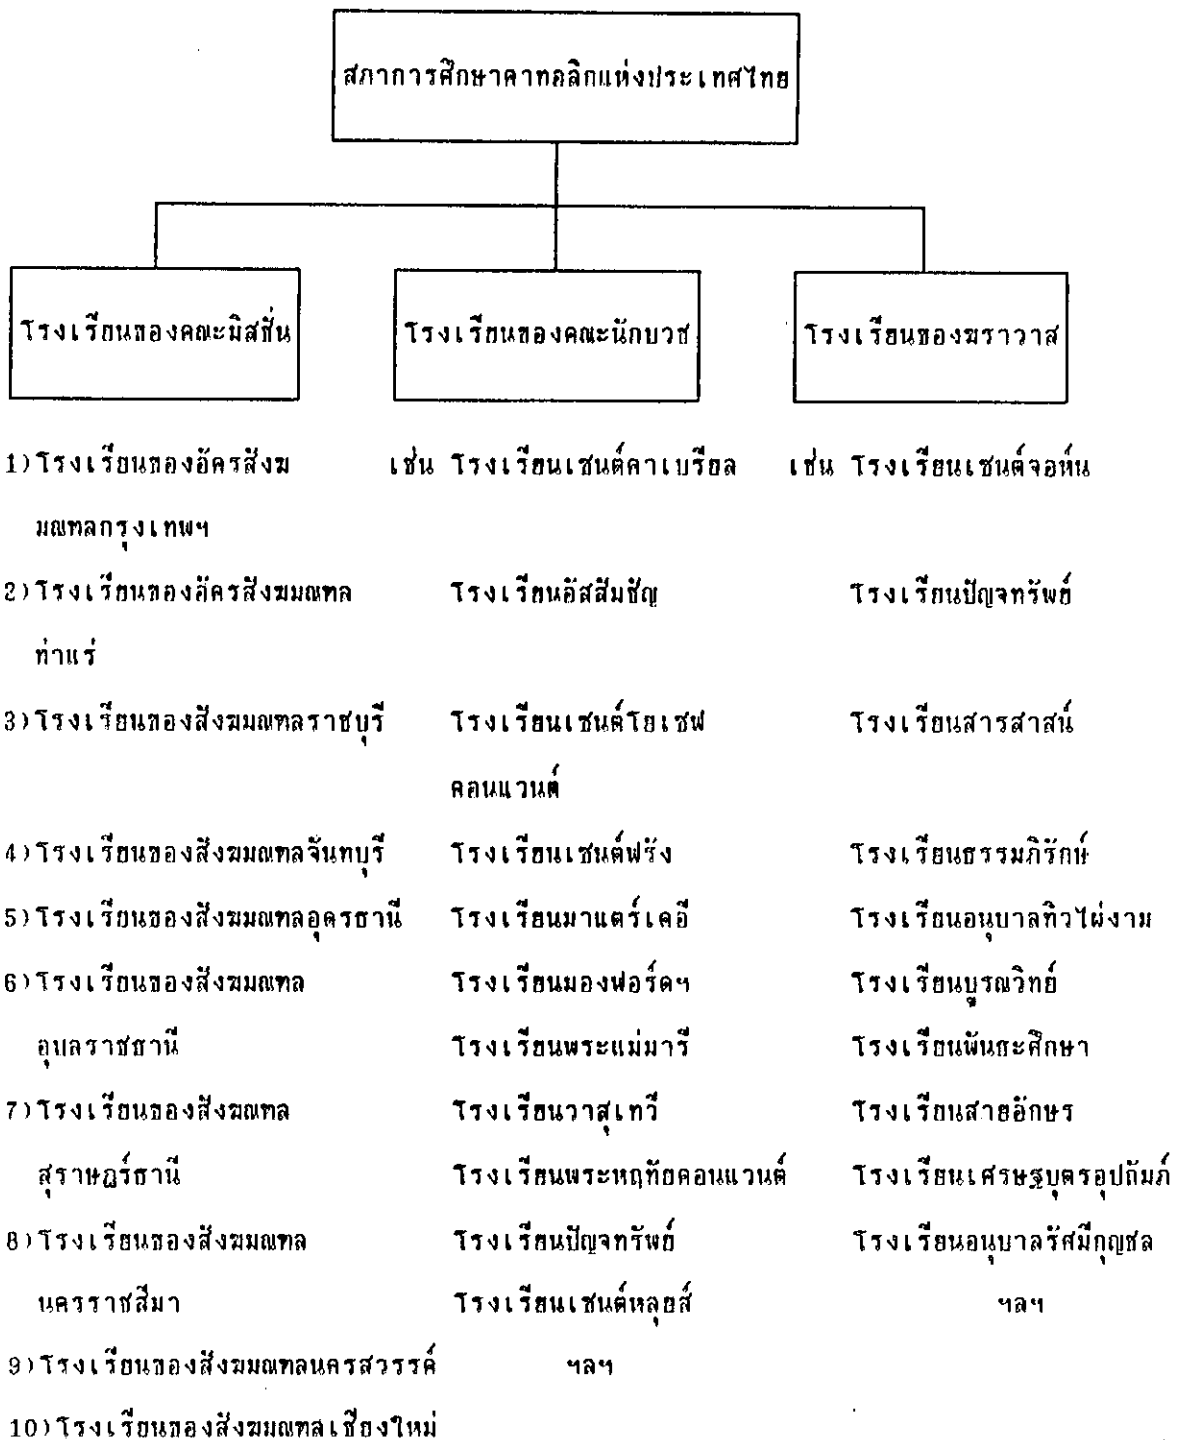 สภาการศึกษาคาทอลิกแห่งประเทศไทย
โรงเรียนของคณะมิสชั่น
โรงเรียนของคณะนักบวช
โรงเรียนของฆราวาส
1)โรงเรียนของอัครสังฆ
มณฑลกรุงเทพฯ
2)โรงเรียนของอัครสังฆมณฑล
ท่าแร่
3)โรงเรียนของสังฆมณฑลราชบุรี
4)โรงเรียนของสังฆมณฑลจันทบุรี
5)โรงเรียนของสังฆมณฑลอุดรธานี
6)โรงเรียนของสังฆมณฑล
อุบลราชธานี
7)โรงเรียนของสังฆณฑล
สุราษฎร์ธานี
8)โรงเรียนของสังฆมณฑล
นครราชสีมา
9)โรงเรียนของสังฆมณฑลนครสวรรค์
10)โรงเรียนของสังฆมณฑลเชียงใหม่
เช่น โรงเรียนเซนต์คาเบรียล
โรงเรียนอัสสัมชัญ
โรงเรียนเซนต์โยเซฟ
คอนแวนต์
โรงเรียนเซนต์ฟรัง
โรงเรียนมาแตร์เดอี
โรงเรียนมองฟอร์ตฯ
โรงเรียนพระแม่มารี
โรงเรียนวาสุเทวี
โรงเรียนพระหฤทัยคอนแวนต์
โรงเรียนปัญจทรัพย์
โรงเรียนเซนต์หลุยส์
ฯลฯ
เช่น โรงเรียนเซนต์จอห์น
โรงเรียนปัญจทรัพย์
โรงเรียนสารสาสน์
โรงเรียนธรรมภิรักษ์
โรงเรียนอนุบาลทิวไผ่งาม
โรงเรียนบูรณวิทย์
โรงเรียนพันธะศึกษา
โรงเรียนสายอักษร
โรงเรียนเศรษฐบุตรอุปถัมภ์
โรงเรียนอนุบาลรัศมีกุญชล
ฯลฯ